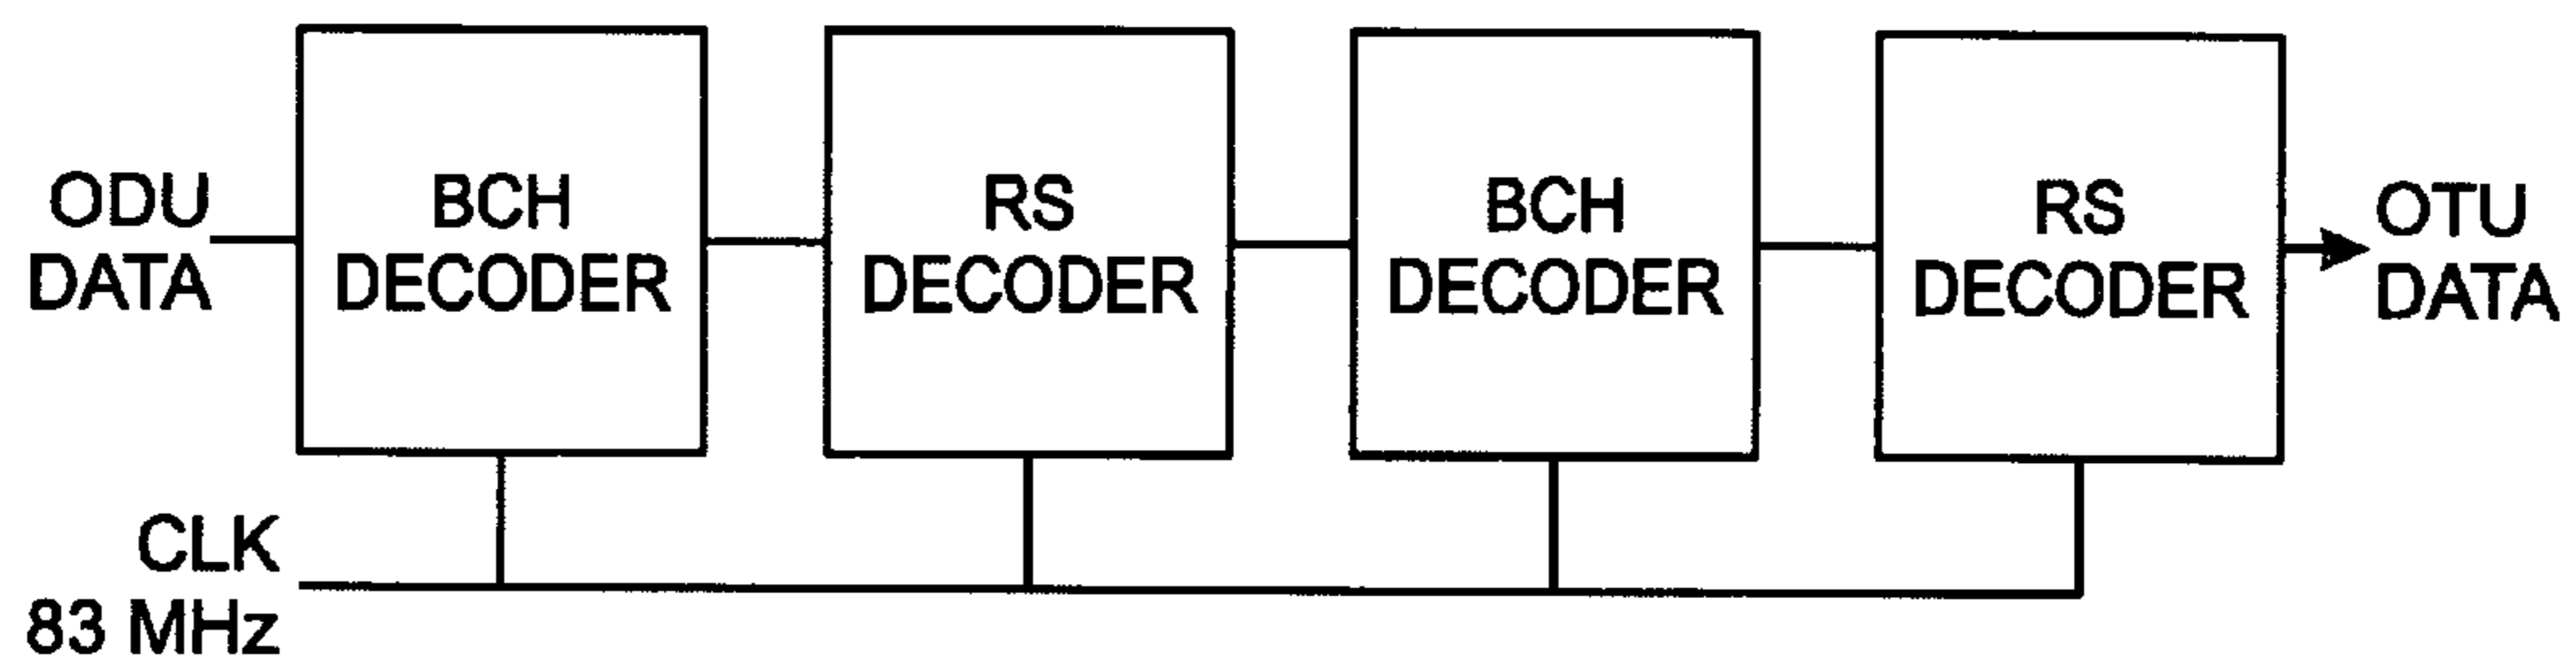 ODU
DATA
BCH
DECODER
RS
DECODER
BCH
DECODER
RS
DECODER
OTU
DATA
CLK
83 MHz